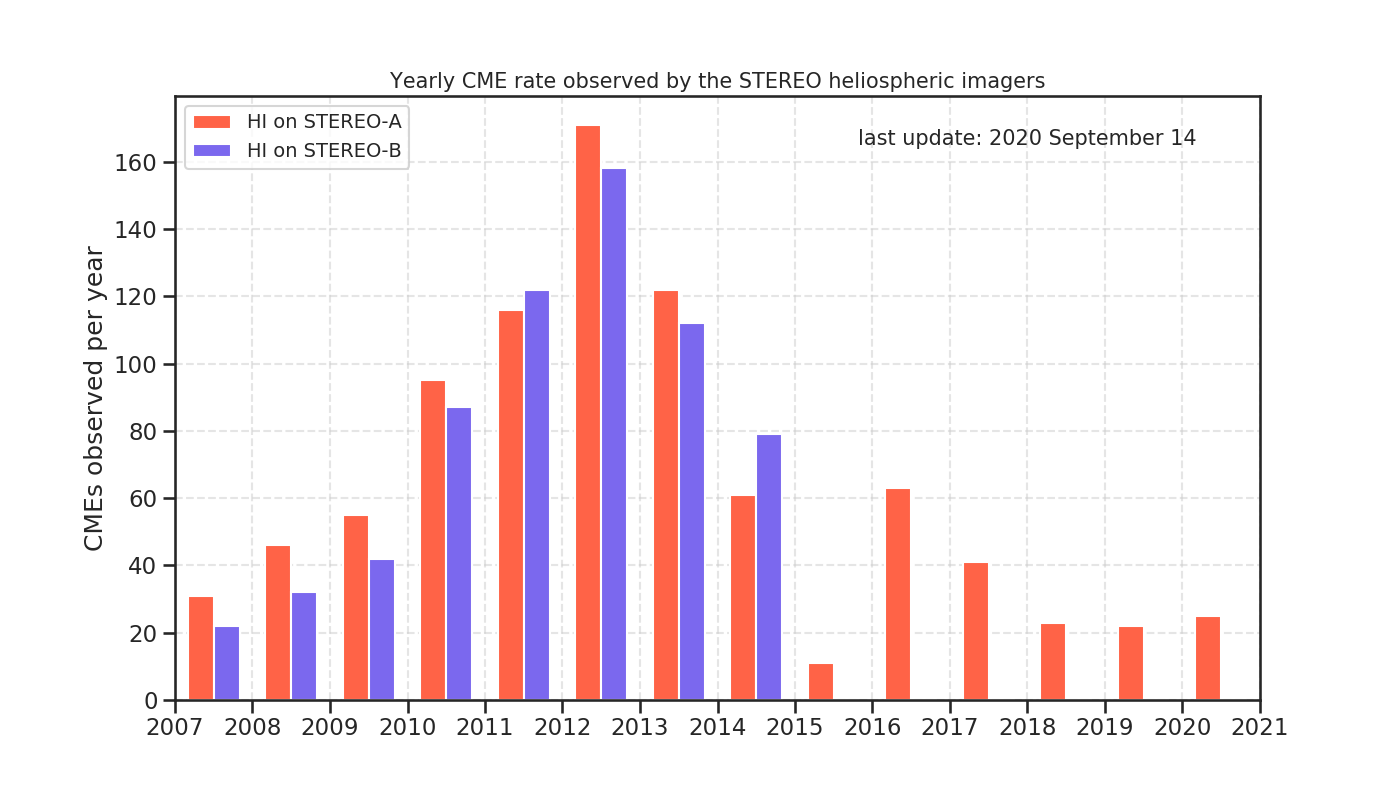 Yearly CME rate observed by the STEREO heliospheric imagers
HI on STEREO-A
HI on STEREO-B
last update: 2020 September 14
CMEs observed per year
160
140
120
100
80
60
40
20
0
2007 2008 2009 2010 2011 2012 2013 2014 2015 2016 2017 2018 2019 2020 2021